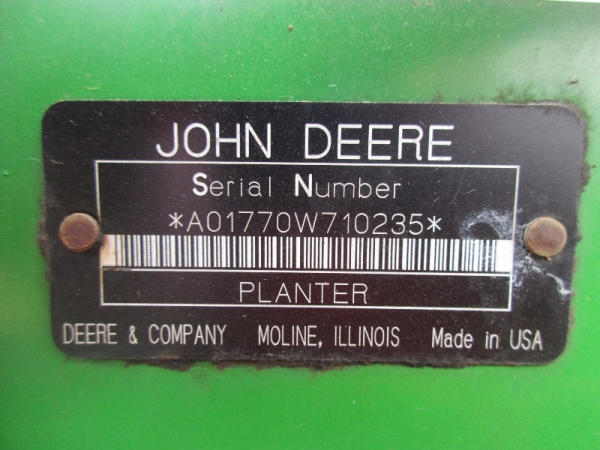 JOHN DEERE
Serial Number
*A01770W710235*
PLANTER
DEERE & COMPANY MOLINE, ILLINOIS Made in USA